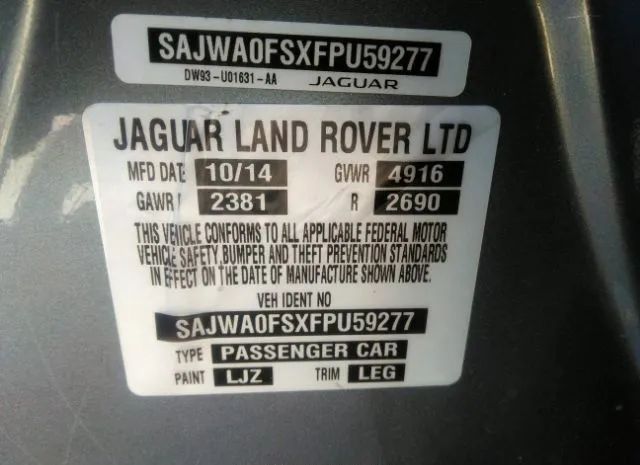 SAJWA0FSXFPU59277
DW93-U01631-AA JAGUAR
JAGUAR LAND ROVER LTD
MFD DAT: 10/14 GVWR 4916
GAWR 2381 R 2690
THIS VEHICLE CONFORMS TO ALL APPLICABLE FEDERAL MOTOR
VEHICLE SAFETY, BUMPER AND THEFT PREVENTION STANDARDS
IN EFFECT ON THE DATE OF MANUFACTURE SHOWN ABOVE.
VEH IDENT NO
SAJWA0FSXFPU59277
TYPE PASSENGER CAR
PAINT LJZ TRIM LEG